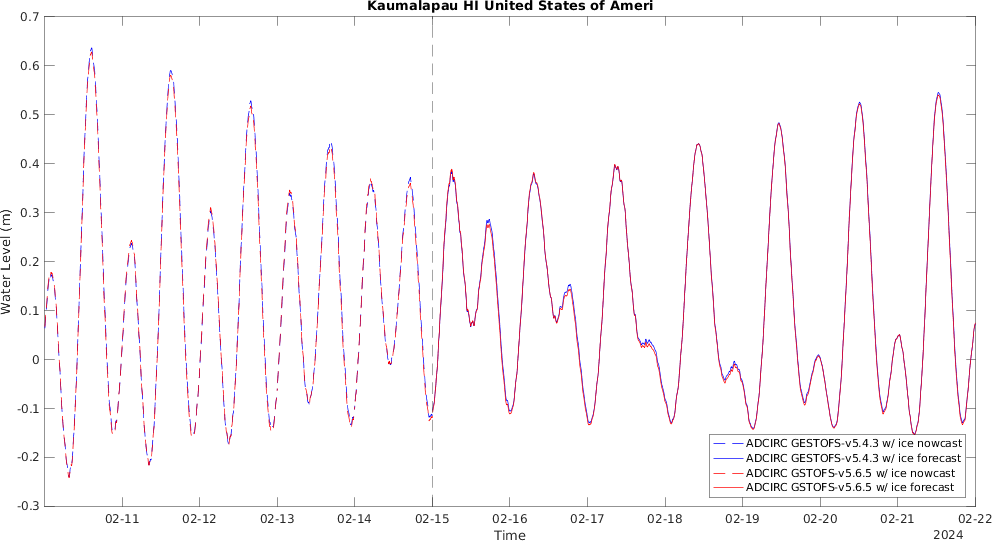 Kaumalapau HI United States of Ameri
0.7
0.6
0.5
0.4
0.3
0.2
0.1
0
-0.1
-0.2
-0.3
Water Level (m)
02-11 02-12 02-13 02-14 02-15 02-16 02-17 02-18 02-19 02-20 02-21 02-22
Time
2024
ADCIRC GESTOFS-v5.4.3 w/ ice nowcast
ADCIRC GESTOFS-v5.4.3 w/ ice forecast
ADCIRC GSTOFS-v5.6.5 w/ ice nowcast
ADCIRC GSTOFS-v5.6.5 w/ ice forecast